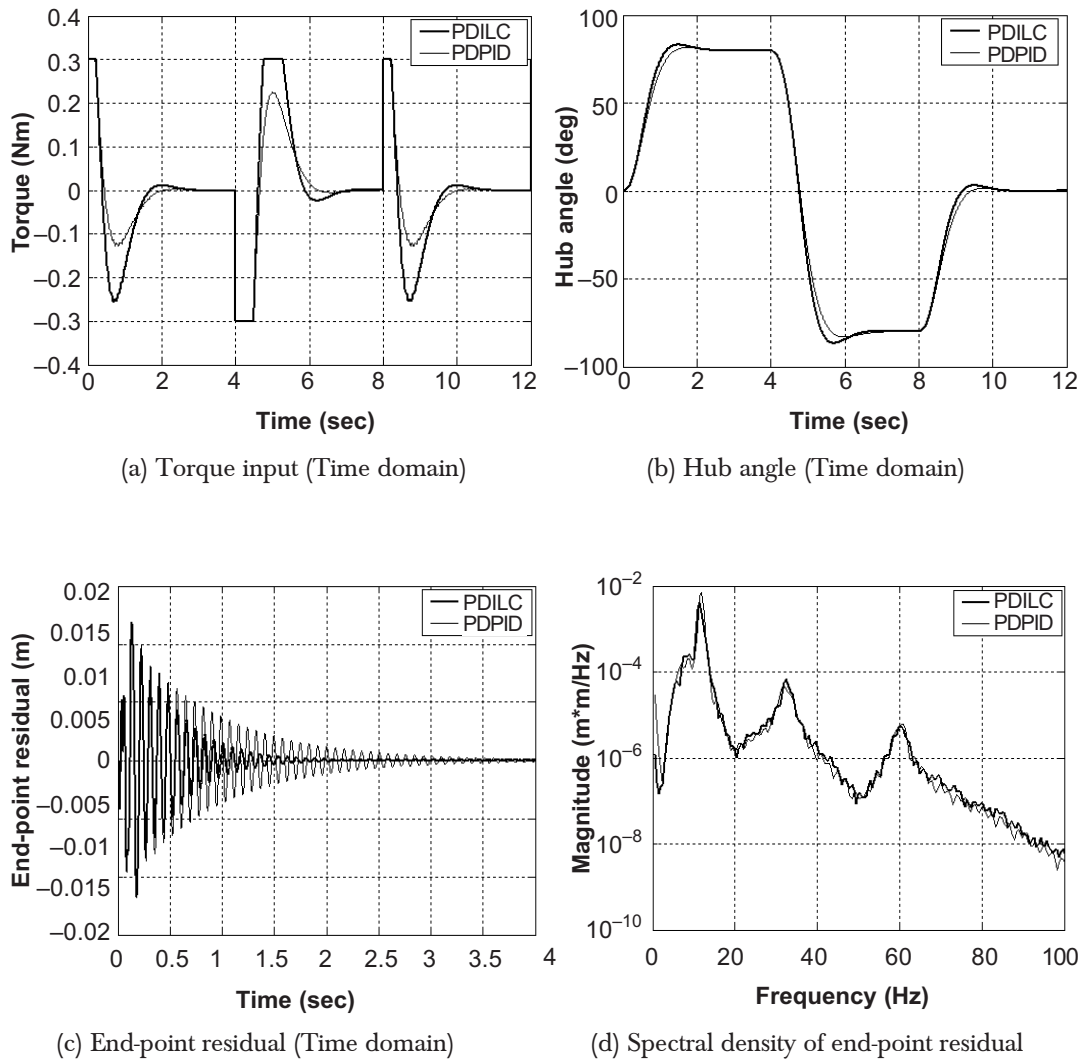 0.4
0.3
0.2
0.1
0
–0.1
–0.2
–0.3
–0.4
Torque (Nm)
PDILC
PDPID
0 2 4 6 8 10 12
Time (sec)
(a) Torque input (Time domain)
100
50
0
–50
–100
Hub angle (deg)
PDILC
PDPID
0 2 4 6 8 10 12
Time (sec)
(b) Hub angle (Time domain)
0.02
0.015
0.01
0.005
0
–0.005
–0.01
–0.015
–0.02
End-point residual (m)
PDILC
PDPID
0 0.5 1 1.5 2 2.5 3 3.5 4
Time (sec)
(c) End-point residual (Time domain)
10–2
10–4
10–6
10–8
10–10
Magnitude (m*m/Hz)
PDILC
PDPID
0 20 40 60 80 100
Frequency (Hz)
(d) Spectral density of end-point residual